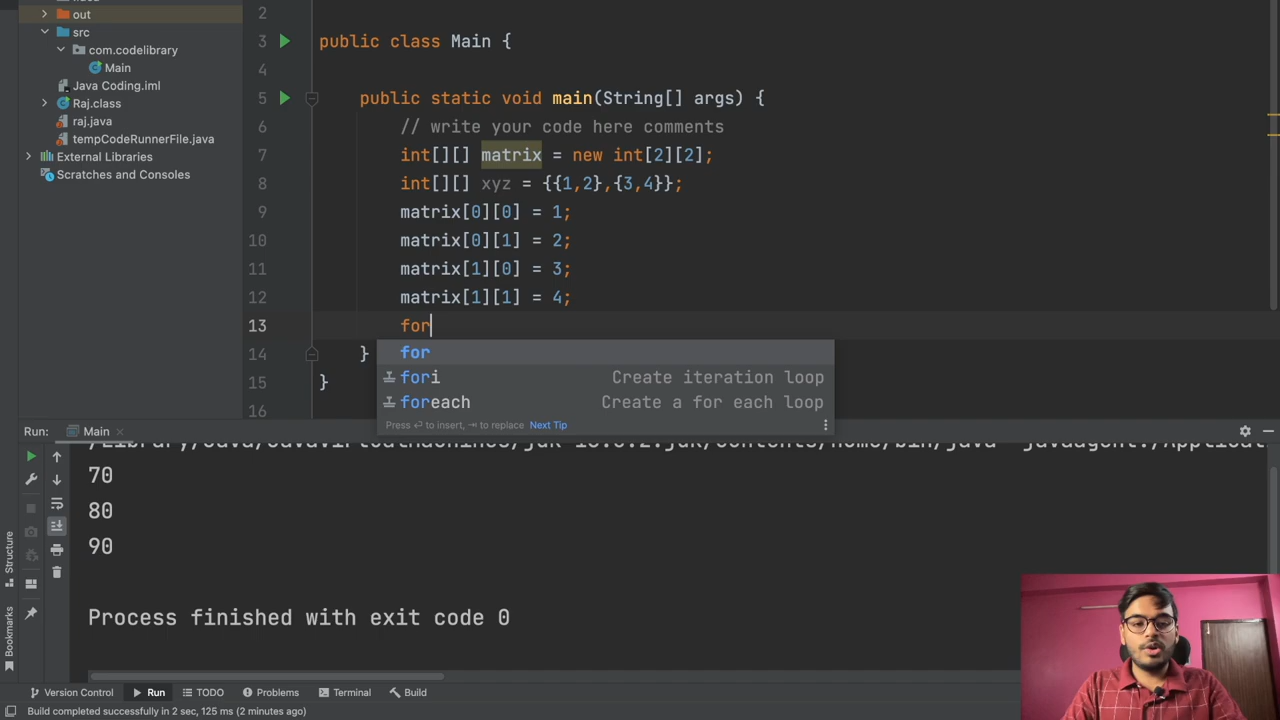 out
src
com.codelibrary
Main
Java Coding.iml
Raj.class
raj.java
tempCodeRunnerFile.java
External Libraries
Scratches and Consoles
2
3 public class Main {
4
5 public static void main(String[] args) {
6 // write your code here comments
7 int[][] matrix = new int[2][2];
8 int[][] xyz = {{1,2},{3,4}};
9 matrix[0][0] = 1;
10 matrix[0][1] = 2;
11 matrix[1][0] = 3;
12 matrix[1][1] = 4;
13 for
14 }
15 }
16
for
fori Create iteration loop
foreach Create a for each loop
Press ⏎ to insert, ⇥ to replace Next Tip
Run: Main
70
80
90
Process finished with exit code 0
Structure
Bookmarks
Version Control Run TODO Problems Terminal Build
Build completed successfully in 2 sec, 125 ms (2 minutes ago)